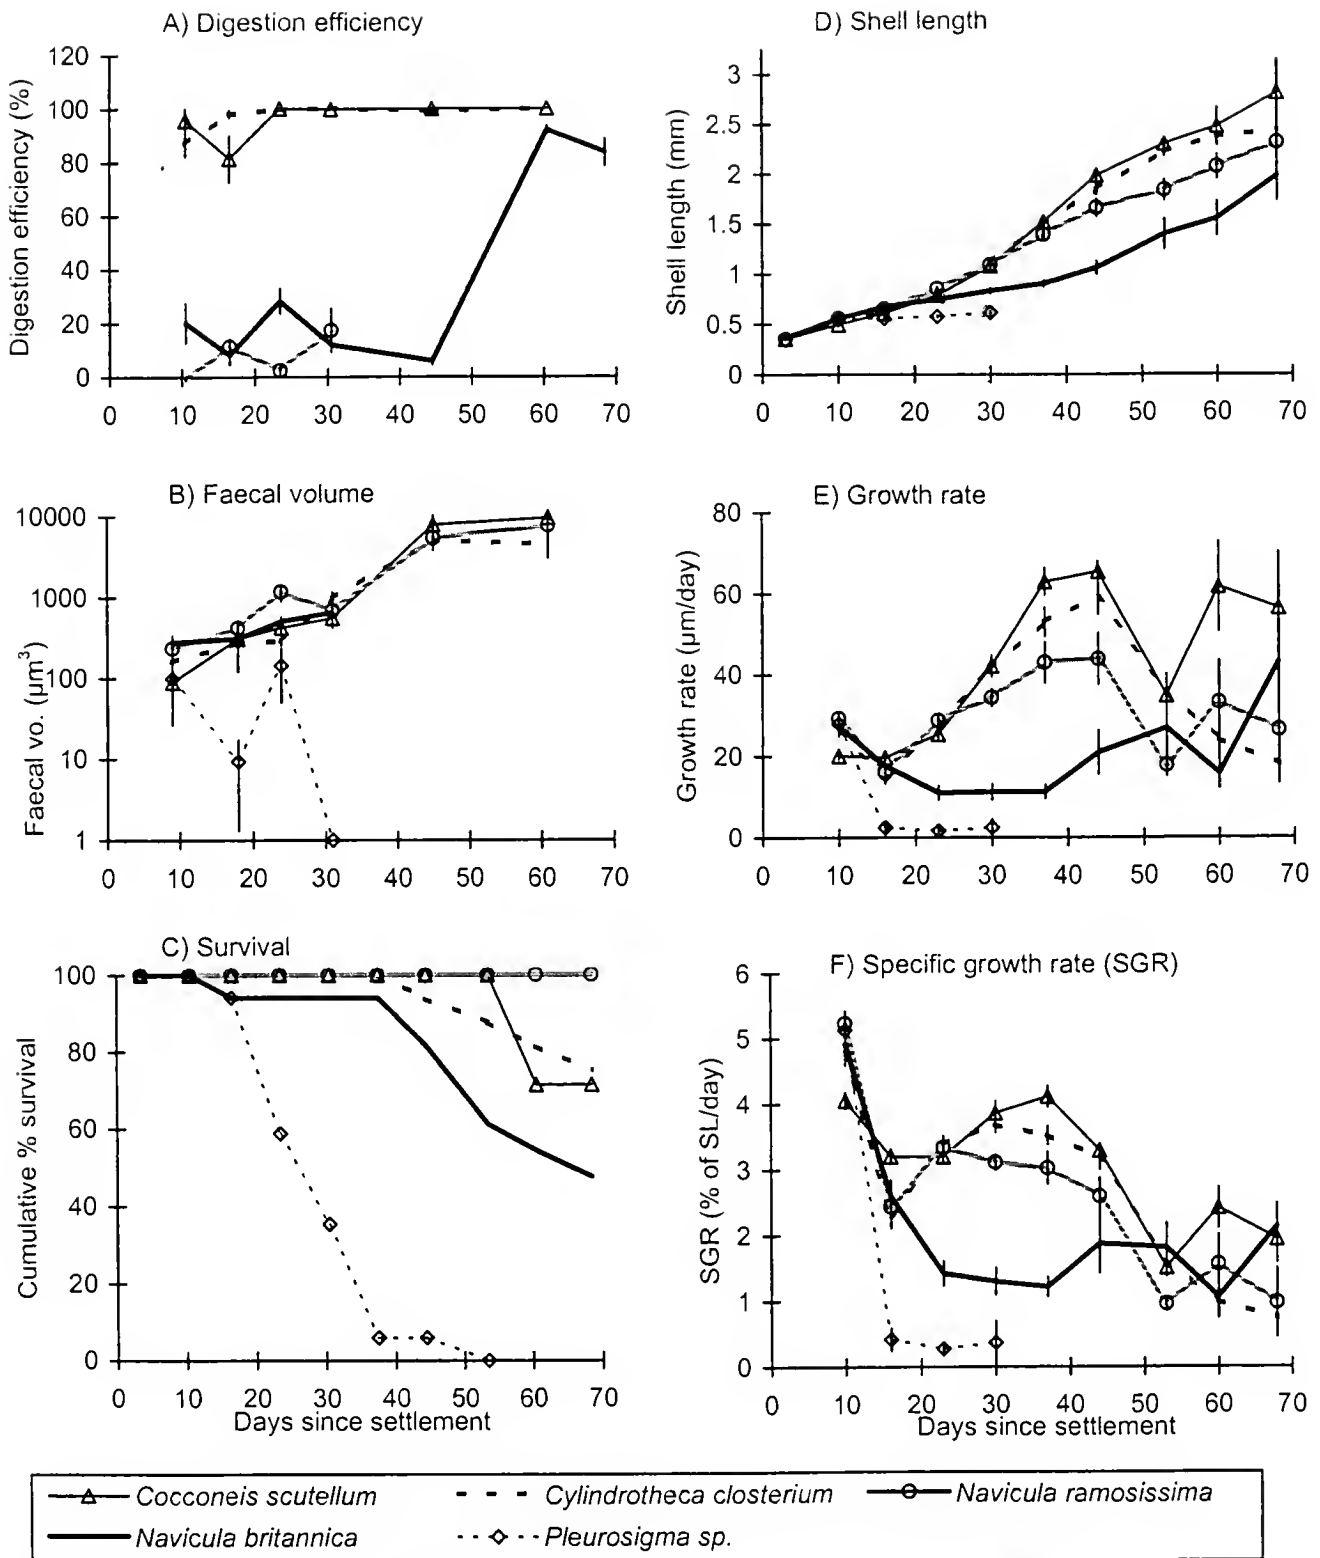 A) Digestion efficiency
Digestion efficiency (%)
120
100
80
60
40
20
0
0 10 20 30 40 50 60 70
B) Faecal volume
Faecal vo. (µm³)
10000
1000
100
10
1
0 10 20 30 40 50 60 70
C) Survival
Cumulative % survival
100
80
60
40
20
0
0 10 20 30 40 50 60 70
Days since settlement
D) Shell length
Shell length (mm)
3
2.5
2
1.5
1
0.5
0
0 10 20 30 40 50 60 70
E) Growth rate
Growth rate (µm/day)
80
60
40
20
0
0 10 20 30 40 50 60 70
F) Specific growth rate (SGR)
SGR (% of SL/day)
6
5
4
3
2
1
0
0 10 20 30 40 50 60 70
Days since settlement
Cocconeis scutellum Cylindrotheca closterium Navicula ramosissima
Navicula britannica Pleurosigma sp.